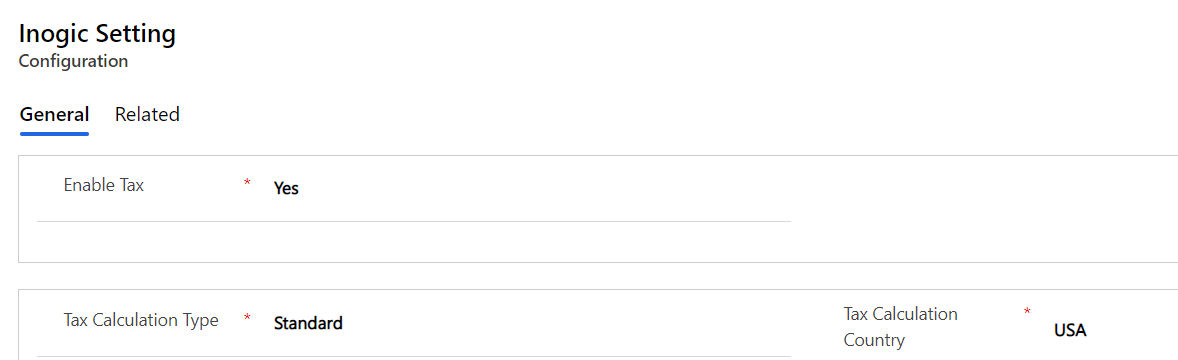 Inogic Setting
Configuration
General Related
Enable Tax * Yes
Tax Calculation Type * Standard
Tax Calculation Country * USA